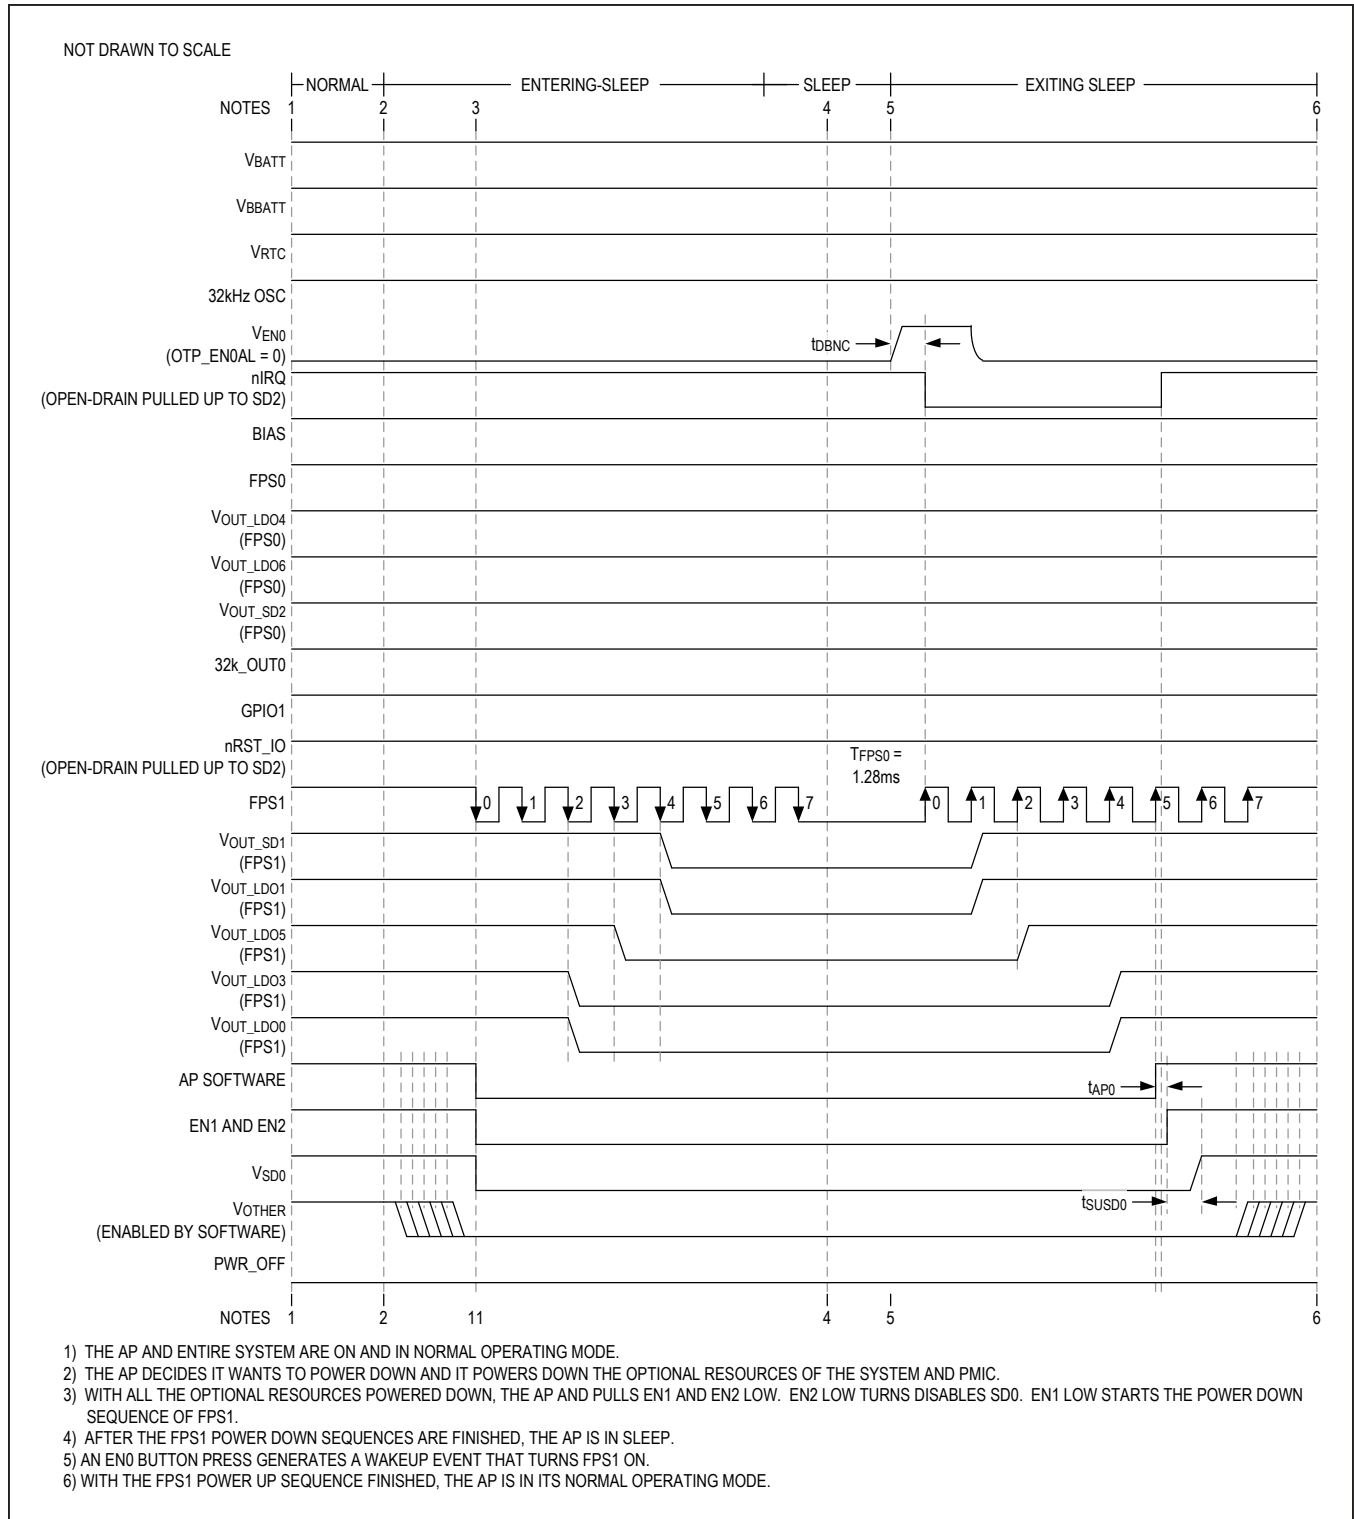 NOT DRAWN TO SCALE
NORMAL ENTERING-SLEEP SLEEP EXITING SLEEP
NOTES 1 2 3 4 5 6
VBATT
VBBATT
VRTC
32kHz OSC
VEN0
(OTP_EN0AL = 0)
tDBNC
nIRQ
(OPEN-DRAIN PULLED UP TO SD2)
BIAS
FPS0
VOUT_LDO4
(FPS0)
VOUT_LDO6
(FPS0)
VOUT_SD2
(FPS0)
32k_OUT0
GPIO1
nRST_IO
(OPEN-DRAIN PULLED UP TO SD2)
TFPS0 =
1.28ms
FPS1 0 1 2 3 4 5 6 7 0 1 2 3 4 5 6 7
VOUT_SD1
(FPS1)
VOUT_LDO1
(FPS1)
VOUT_LDO5
(FPS1)
VOUT_LDO3
(FPS1)
VOUT_LDO0
(FPS1)
AP SOFTWARE
tAP0
EN1 AND EN2
VSD0
tSUSD0
VOTHER
(ENABLED BY SOFTWARE)
PWR_OFF
NOTES 1 2 11 4 5 6
1) THE AP AND ENTIRE SYSTEM ARE ON AND IN NORMAL OPERATING MODE.
2) THE AP DECIDES IT WANTS TO POWER DOWN AND IT POWERS DOWN THE OPTIONAL RESOURCES OF THE SYSTEM AND PMIC.
3) WITH ALL THE OPTIONAL RESOURCES POWERED DOWN, THE AP AND PULLS EN1 AND EN2 LOW. EN2 LOW TURNS DISABLES SD0. EN1 LOW STARTS THE POWER DOWN
SEQUENCE OF FPS1.
4) AFTER THE FPS1 POWER DOWN SEQUENCES ARE FINISHED, THE AP IS IN SLEEP.
5) AN EN0 BUTTON PRESS GENERATES A WAKEUP EVENT THAT TURNS FPS1 ON.
6) WITH THE FPS1 POWER UP SEQUENCE FINISHED, THE AP IS IN ITS NORMAL OPERATING MODE.